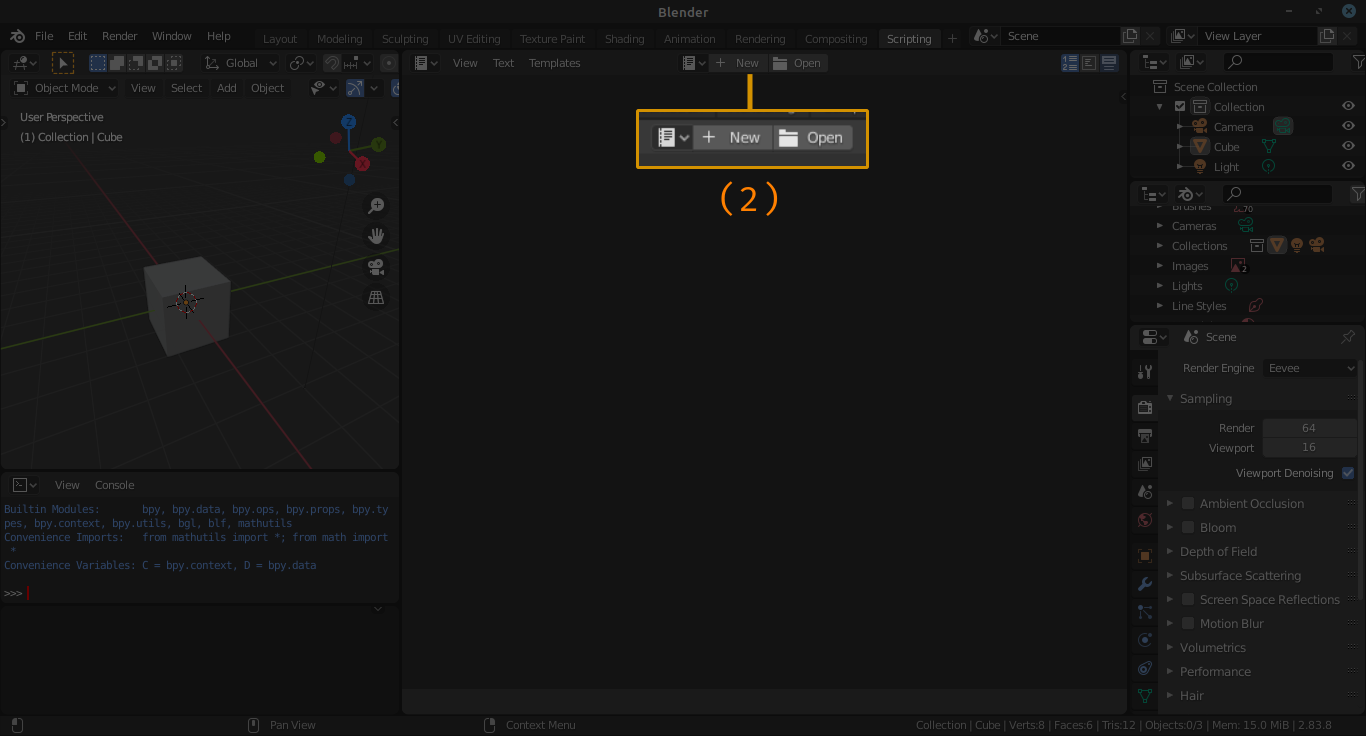 Blender
File Edit Render Window Help
Layout Modeling Sculpting UV Editing Texture Paint Shading Animation Rendering Compositing Scripting
Scene
View Layer
Global
View Text Templates
New Open
Object Mode View Select Add Object
User Perspective
(1) Collection | Cube
Z
Y
X
New Open
(2)
View Console
Builtin Modules: bpy, bpy.data, bpy.ops, bpy.props, bpy.ty
pes, bpy.context, bpy.utils, bgl, blf, mathutils
Convenience Imports: from mathutils import *; from math import
*
Convenience Variables: C = bpy.context, D = bpy.data
>>>
Scene Collection
Collection
Camera
Cube
Light
Brushes 70
Cameras
Collections
Images 2
Lights
Line Styles
Scene
Render Engine Eevee
Sampling
Render 64
Viewport 16
Viewport Denoising
Ambient Occlusion
Bloom
Depth of Field
Subsurface Scattering
Screen Space Reflections
Motion Blur
Volumetrics
Performance
Hair
Pan View
Context Menu
Collection | Cube | Verts:8 | Faces:6 | Tris:12 | Objects:0/3 | Mem: 15.0 MiB | 2.83.8